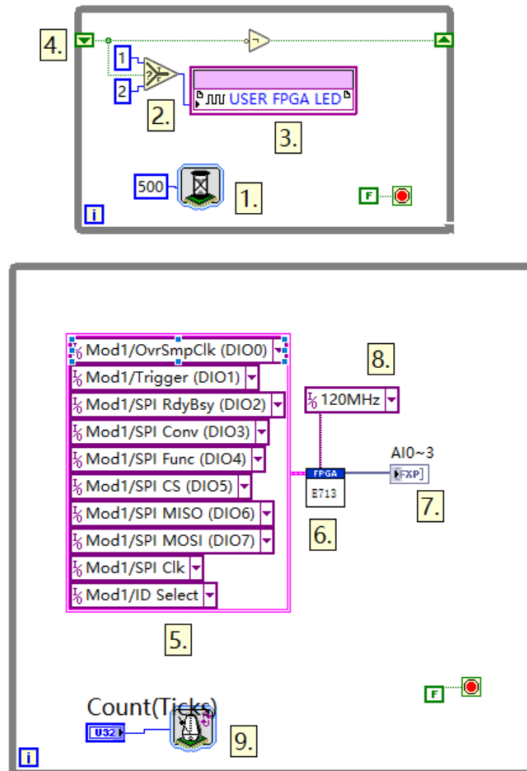 4.
1
2
2.
USER FPGA LED
3.
500
1.
F
i
Mod1/OvrSmpClk (DIO0)
Mod1/Trigger (DIO1)
Mod1/SPI RdyBsy (DIO2)
Mod1/SPI Conv (DIO3)
Mod1/SPI Func (DIO4)
Mod1/SPI CS (DIO5)
Mod1/SPI MISO (DIO6)
Mod1/SPI MOSI (DIO7)
Mod1/SPI Clk
Mod1/ID Select
5.
8.
120MHz
FPGA
E713
6.
AI0~3
FXP
7.
F
Count(Ticks)
U32
9.
i